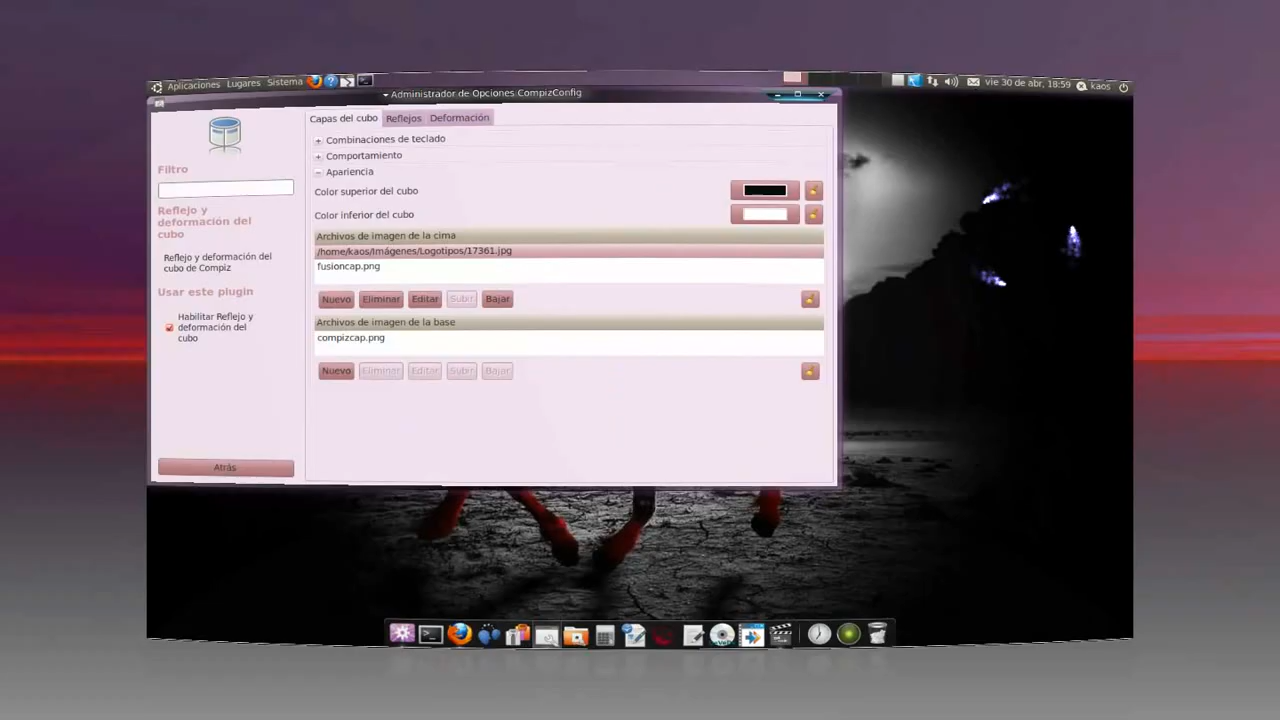 Aplicaciones Lugares Sistema
vie 30 de abr, 18:59 kaos
Administrador de Opciones CompizConfig
Filtro
Reflejo y
deformación del
cubo
Reflejo y deformación del
cubo de Compiz
Usar este plugin
Habilitar Reflejo y
deformación del
cubo
Atrás
Capas del cubo Reflejos Deformación
Combinaciones de teclado
Comportamiento
Apariencia
Color superior del cubo
Color inferior del cubo
Archivos de imagen de la cima
/home/kaos/Imágenes/Logotipos/17361.jpg
fusioncap.png
Nuevo Eliminar Editar Subir Bajar
Archivos de imagen de la base
compizcap.png
Nuevo Eliminar Editar Subir Bajar